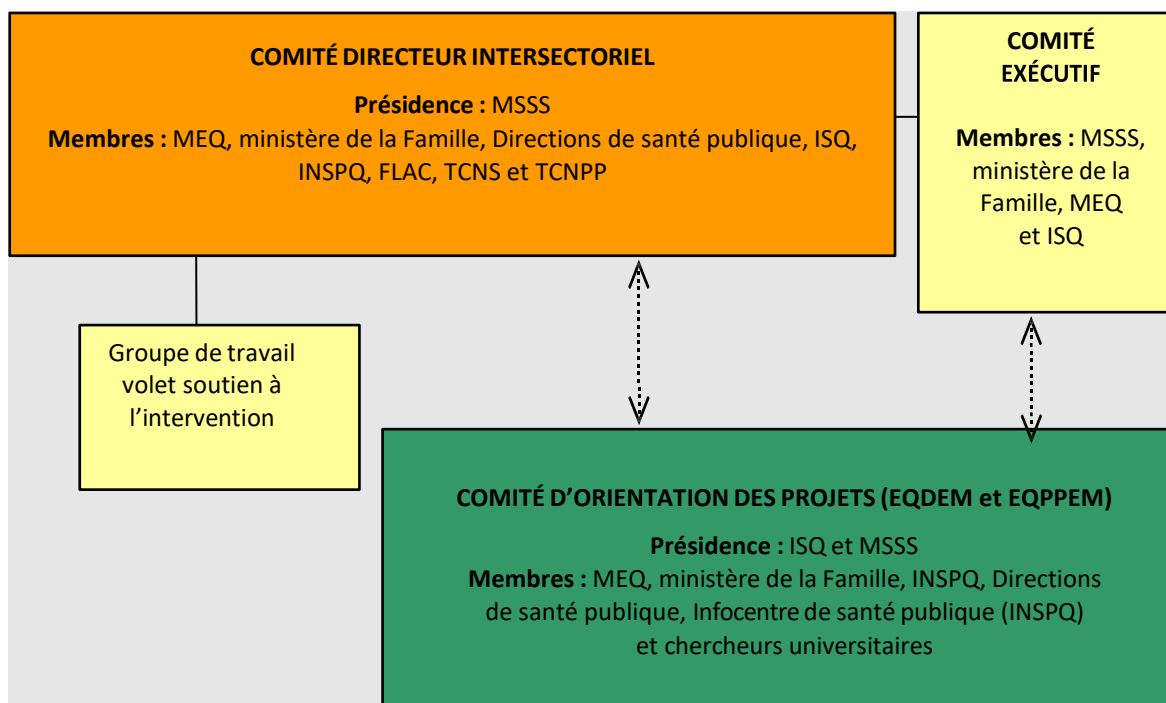 COMITÉ DIRECTEUR INTERSECTORIEL
Présidence : MSSS
Membres : MEQ, ministère de la Famille, Directions de santé publique, ISQ,
INSPQ, FLAC, TCNS et TCNPP
COMITÉ
EXÉCUTIF
Membres : MSSS,
ministère de la
Famille, MEQ
et ISQ
Groupe de travail
volet soutien à
l’intervention
COMITÉ D’ORIENTATION DES PROJETS (EQDEM et EQPPEM)
Présidence : ISQ et MSSS
Membres : MEQ, ministère de la Famille, INSPQ, Directions
de santé publique, Infocentre de santé publique (INSPQ)
et chercheurs universitaires